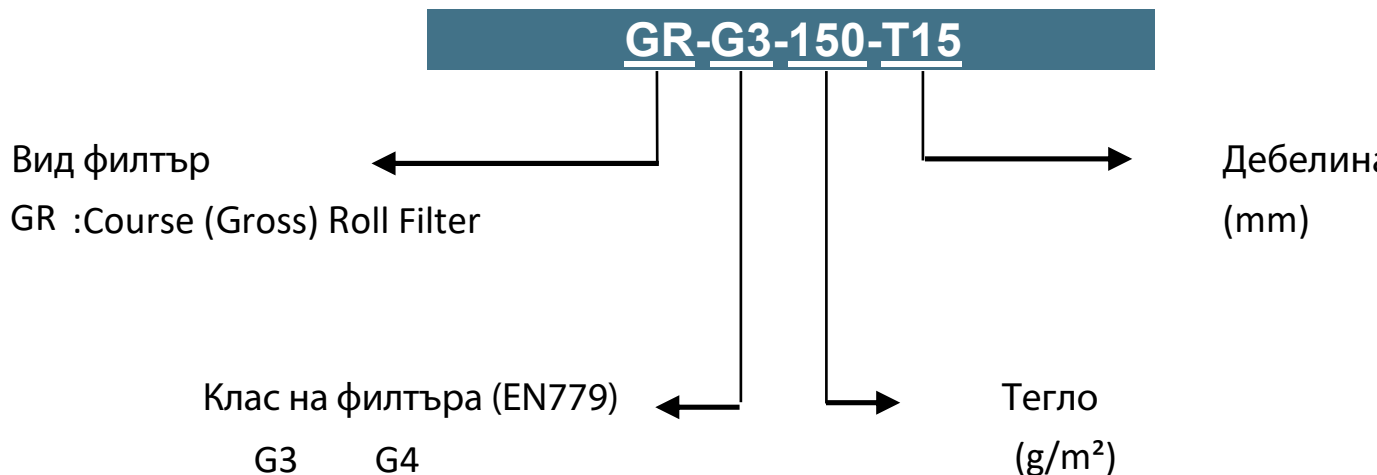 GR-G3-150-T15
Вид филтър
GR :Course (Gross) Roll Filter
Дебелина
(mm)
Клас на филтъра (EN779)
G3 G4
Тегло
(g/m²)